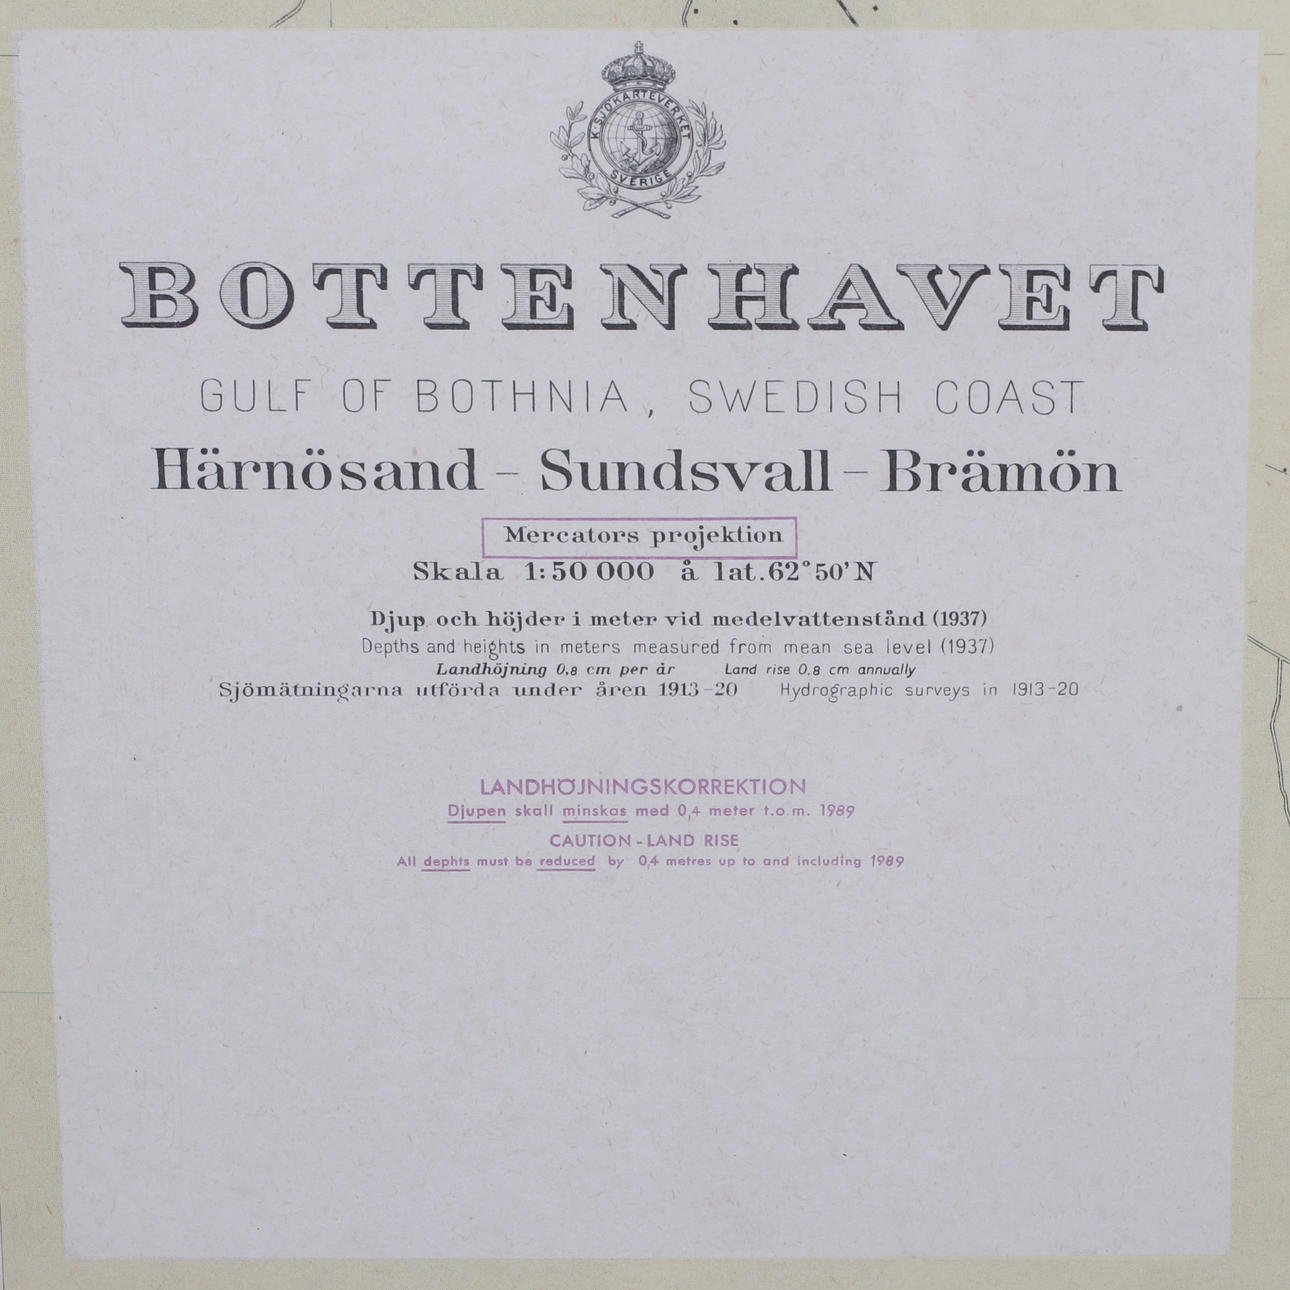 K. SJÖKARTEVERKET
SVERIGE
BOTTENHAVET
GULF OF BOTHNIA, SWEDISH COAST
Härnösand – Sundsvall – Brämön
Mercators projektion
Skala 1:50 000 å lat. 62°50'N
Djup och höjder i meter vid medelvattenstånd (1937)
Depths and heights in meters measured from mean sea level (1937)
Landhöjning 0,8 cm per år Land rise 0,8 cm annually
Sjömätningarna utförda under åren 1913–20 Hydrographic surveys in 1913–20
LANDHÖJNINGSKORREKTION
Djupen skall minskas med 0,4 meter t.o.m. 1989
CAUTION - LAND RISE
All dephts must be reduced by 0,4 metres up to and including 1989